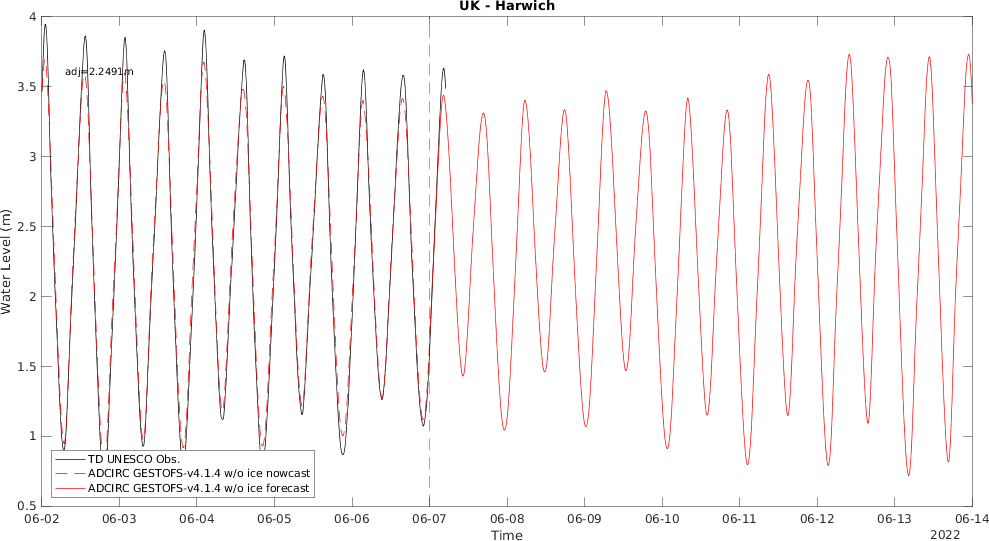 UK - Harwich
Water Level (m)
4
3.5
3
2.5
2
1.5
1
0.5
adj=2.2491m
TD UNESCO Obs.
ADCIRC GESTOFS-v4.1.4 w/o ice nowcast
ADCIRC GESTOFS-v4.1.4 w/o ice forecast
06-02 06-03 06-04 06-05 06-06 06-07 06-08 06-09 06-10 06-11 06-12 06-13 06-14
Time
2022